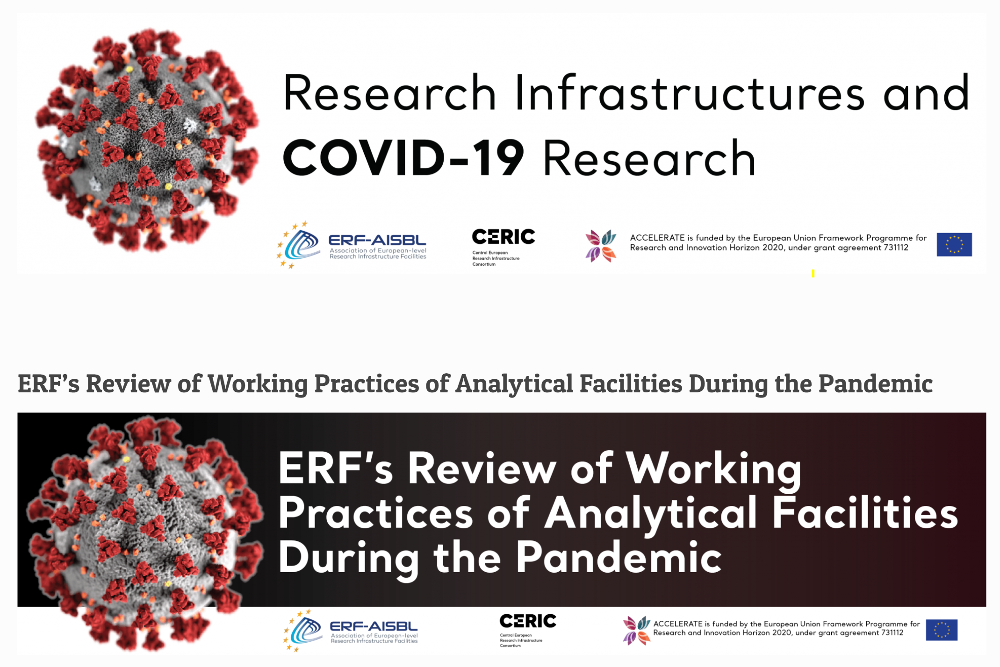 Research Infrastructures and
COVID-19 Research
ERF-AISBL
Association of European-level
Research Infrastructure Facilities
CERIC
Central European
Research Infrastructure
Consortium
ACCELERATE is funded by the European Union Framework Programme for
Research and Innovation Horizon 2020, under grant agreement 731112
ERF's Review of Working Practices of Analytical Facilities During the Pandemic
ERF's Review of Working
Practices of Analytical Facilities
During the Pandemic
ERF-AISBL
Association of European-level
Research Infrastructure Facilities
CERIC
Central European
Research Infrastructure
Consortium
ACCELERATE is funded by the European Union Framework Programme for
Research and Innovation Horizon 2020, under grant agreement 731112